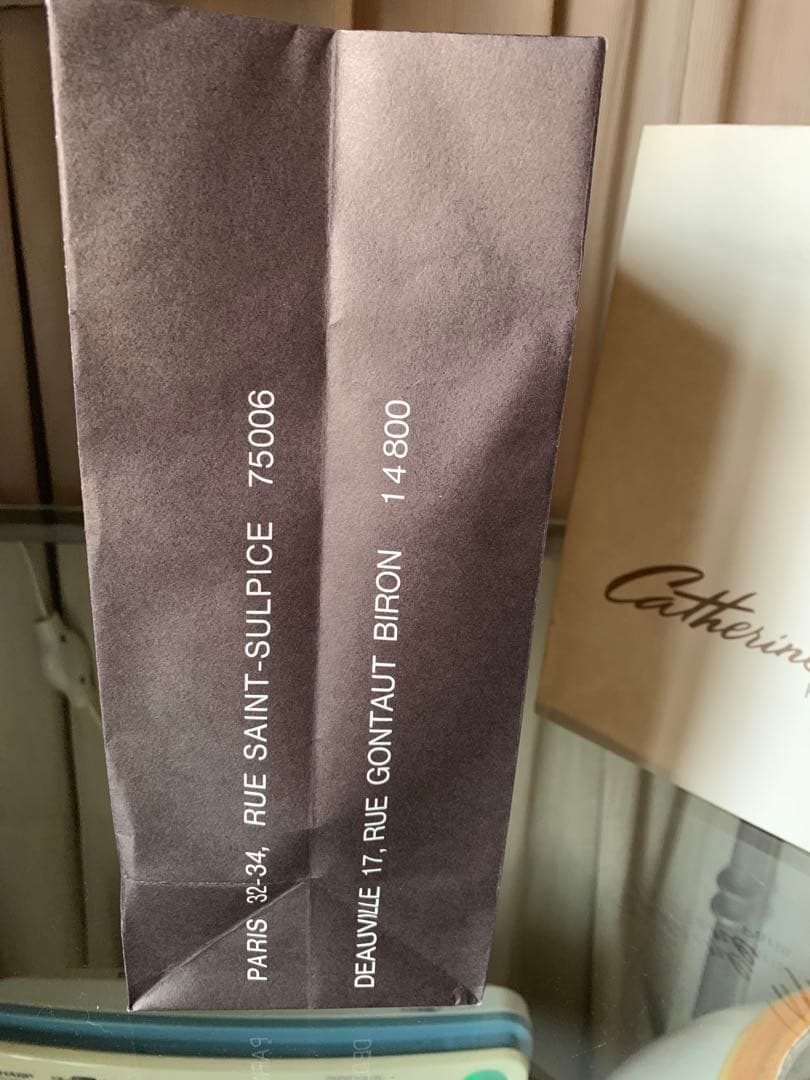 PARIS 32-34, RUE SAINT-SULPICE 75006
DEAUVILLE 17, RUE GONTAUT BIRON 14 800
Catherine